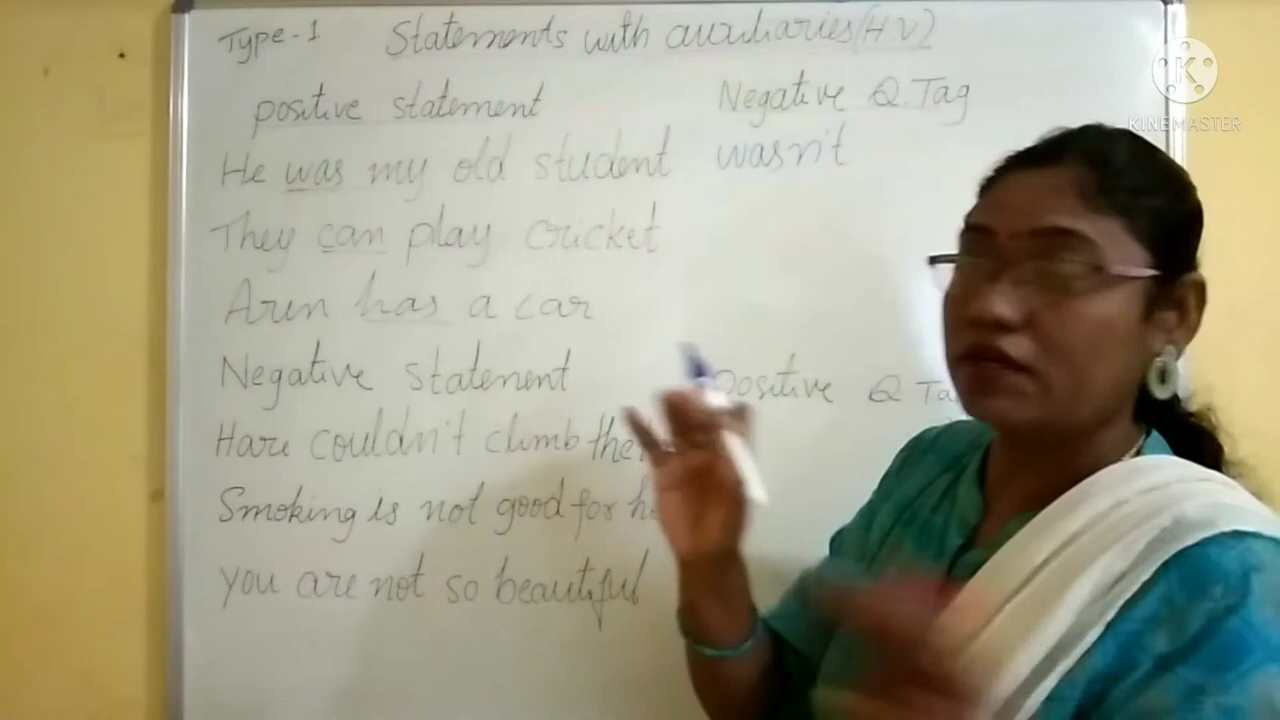 Type-1 Statements with auxiliaries(HV)
positive statement Negative Q.Tag
He was my old student wasn't
They can play cricket
Arun has a car
Negative statement positive Q Ta
Hari couldn't climb the
Smoking is not good for
you are not so beautiful
K
KINEMASTER